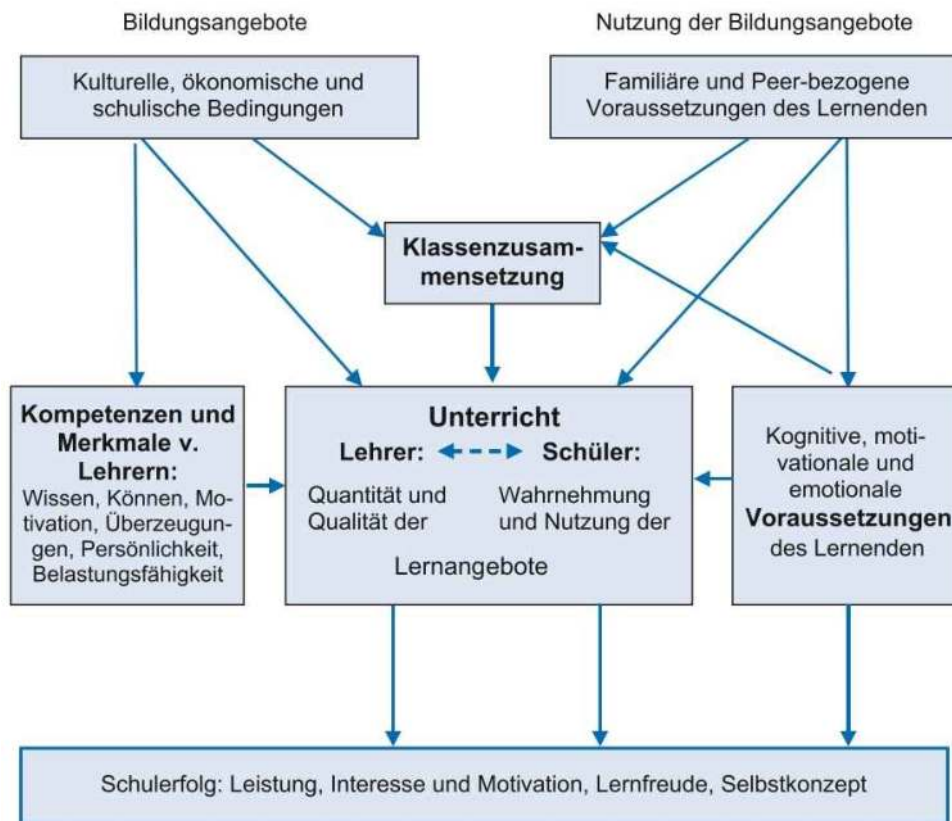 Bildungsangebote
Nutzung der Bildungsangebote
Kulturelle, ökonomische und
schulische Bedingungen
Familiäre und Peer-bezogene
Voraussetzungen des Lernenden
Klassenzusam-
mensetzung
Kompetenzen und
Merkmale v.
Lehrern:
Wissen, Können, Mo-
tivation, Überzeugun-
gen, Persönlichkeit,
Belastungsfähigkeit
Unterricht
Lehrer:
Schüler:
Quantität und
Qualität der
Wahrnehmung
und Nutzung der
Lernangebote
Kognitive, moti-
vationale und
emotionale
Voraussetzungen
des Lernenden
Schulerfolg: Leistung, Interesse und Motivation, Lernfreude, Selbstkonzept